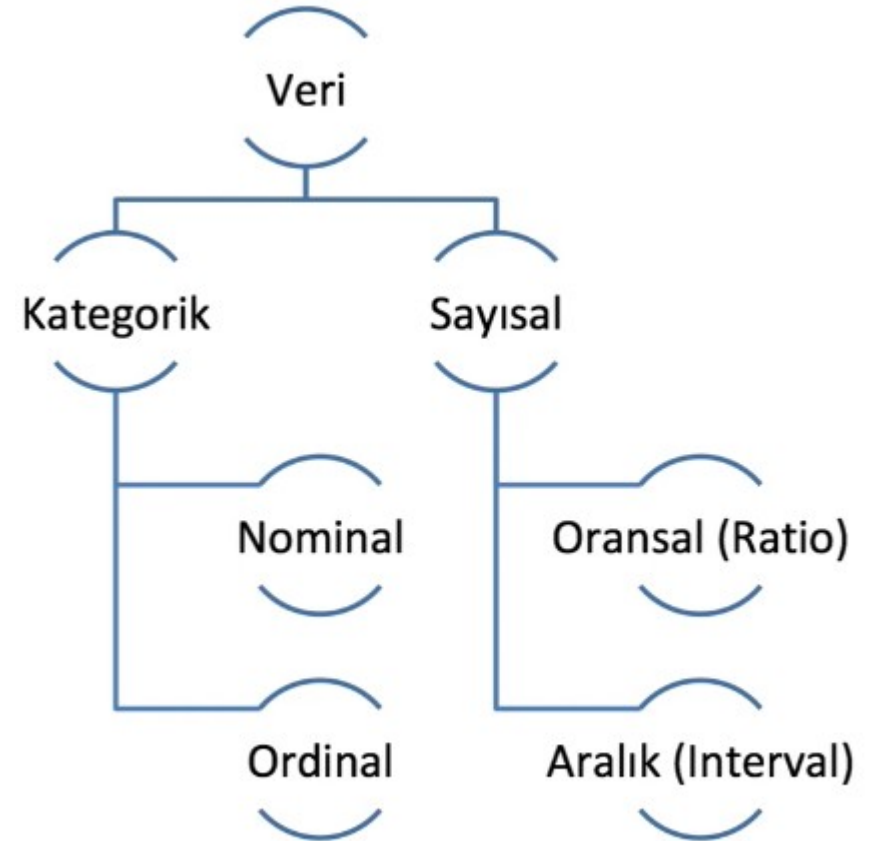 Veri
Kategorik
Sayısal
Nominal
Oransal (Ratio)
Ordinal
Aralık (Interval)